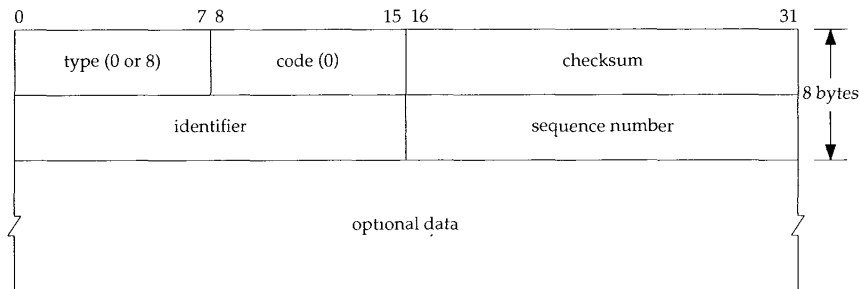 0 7 8 15 16 31
type (0 or 8) code (0) checksum
8 bytes
identifier sequence number
optional data